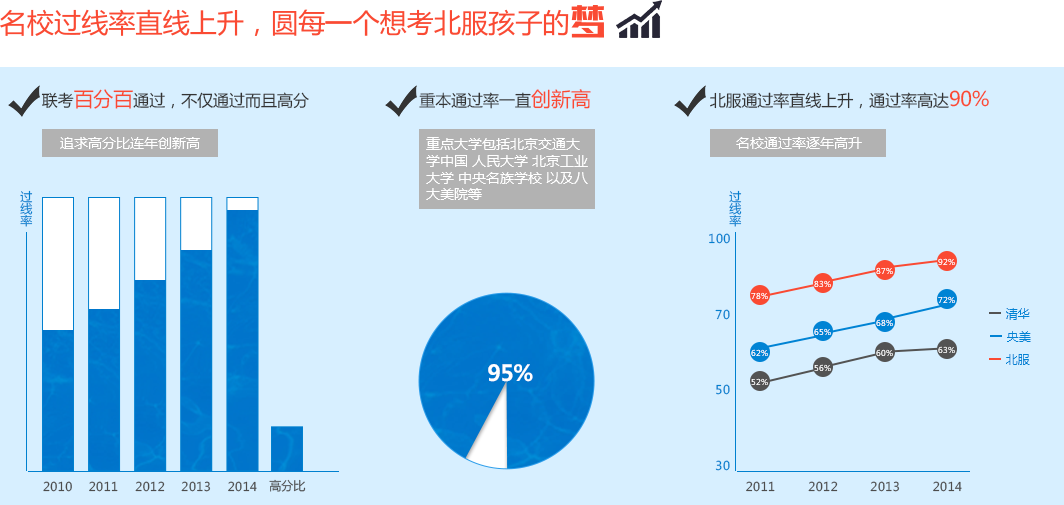 名校过线率直线上升，圆每一个想考北服孩子的梦
联考百分百通过，不仅通过而且高分
追求高分比连年创新高
过线率
2010 2011 2012 2013 2014 高分比
重本通过率一直创新高
重点大学包括北京交通大
学中国 人民大学 北京工业
大学 中央名族学校 以及八
大美院等
95%
北服通过率直线上升，通过率高达90%
名校通过率逐年高升
过线率
100
70
50
30
78% 83% 87% 92%
62% 65% 68% 72%
52% 56% 60% 63%
2011 2012 2013 2014
清华
央美
北服